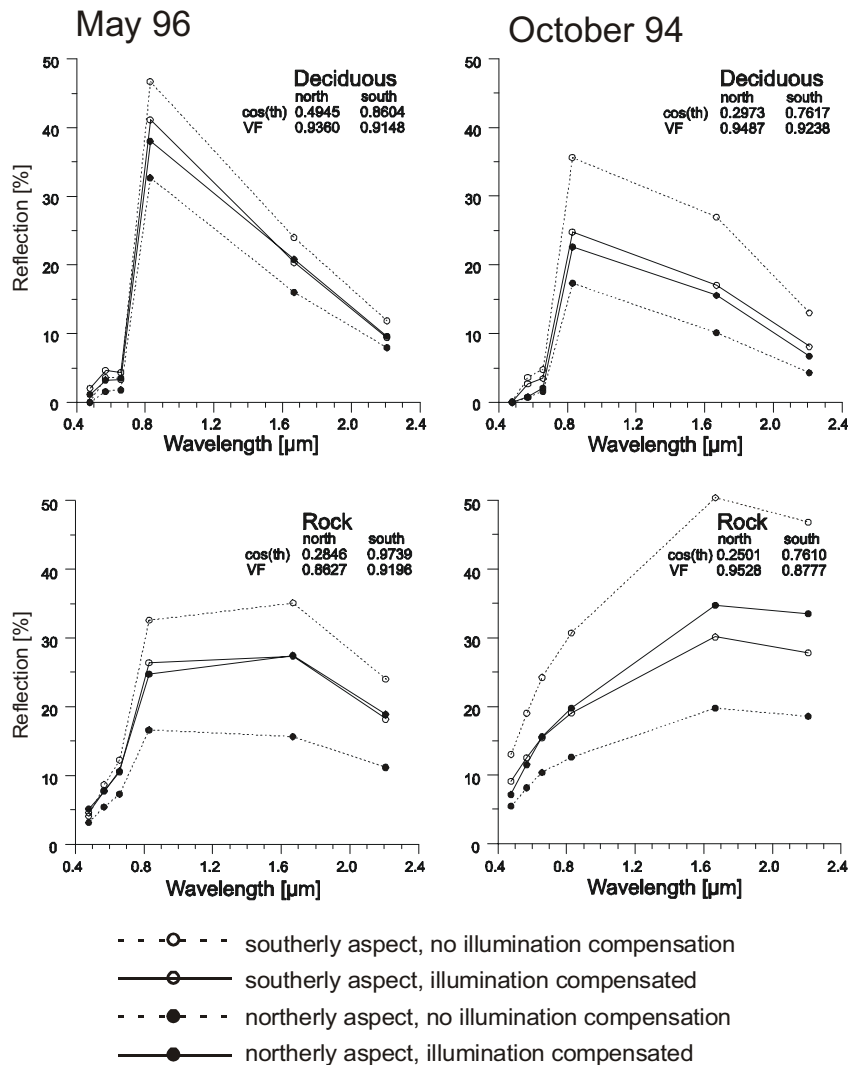 May 96
October 94
50
40
30
20
10
0
Reflection [%]
Deciduous
north south
cos(th) 0.4945 0.8604
VF 0.9360 0.9148
0.4 0.8 1.2 1.6 2.0 2.4
Wavelength [µm]
50
40
30
20
10
0
Deciduous
north south
cos(th) 0.2973 0.7617
VF 0.9487 0.9238
0.4 0.8 1.2 1.6 2.0 2.4
Wavelength [µm]
50
40
30
20
10
0
Reflection [%]
Rock
north south
cos(th) 0.2846 0.9739
VF 0.8627 0.9196
0.4 0.8 1.2 1.6 2.0 2.4
Wavelength [µm]
50
40
30
20
10
0
Rock
north south
cos(th) 0.2501 0.7610
VF 0.9528 0.8777
0.4 0.8 1.2 1.6 2.0 2.4
Wavelength [µm]
southerly aspect, no illumination compensation
southerly aspect, illumination compensated
northerly aspect, no illumination compensation
northerly aspect, illumination compensated